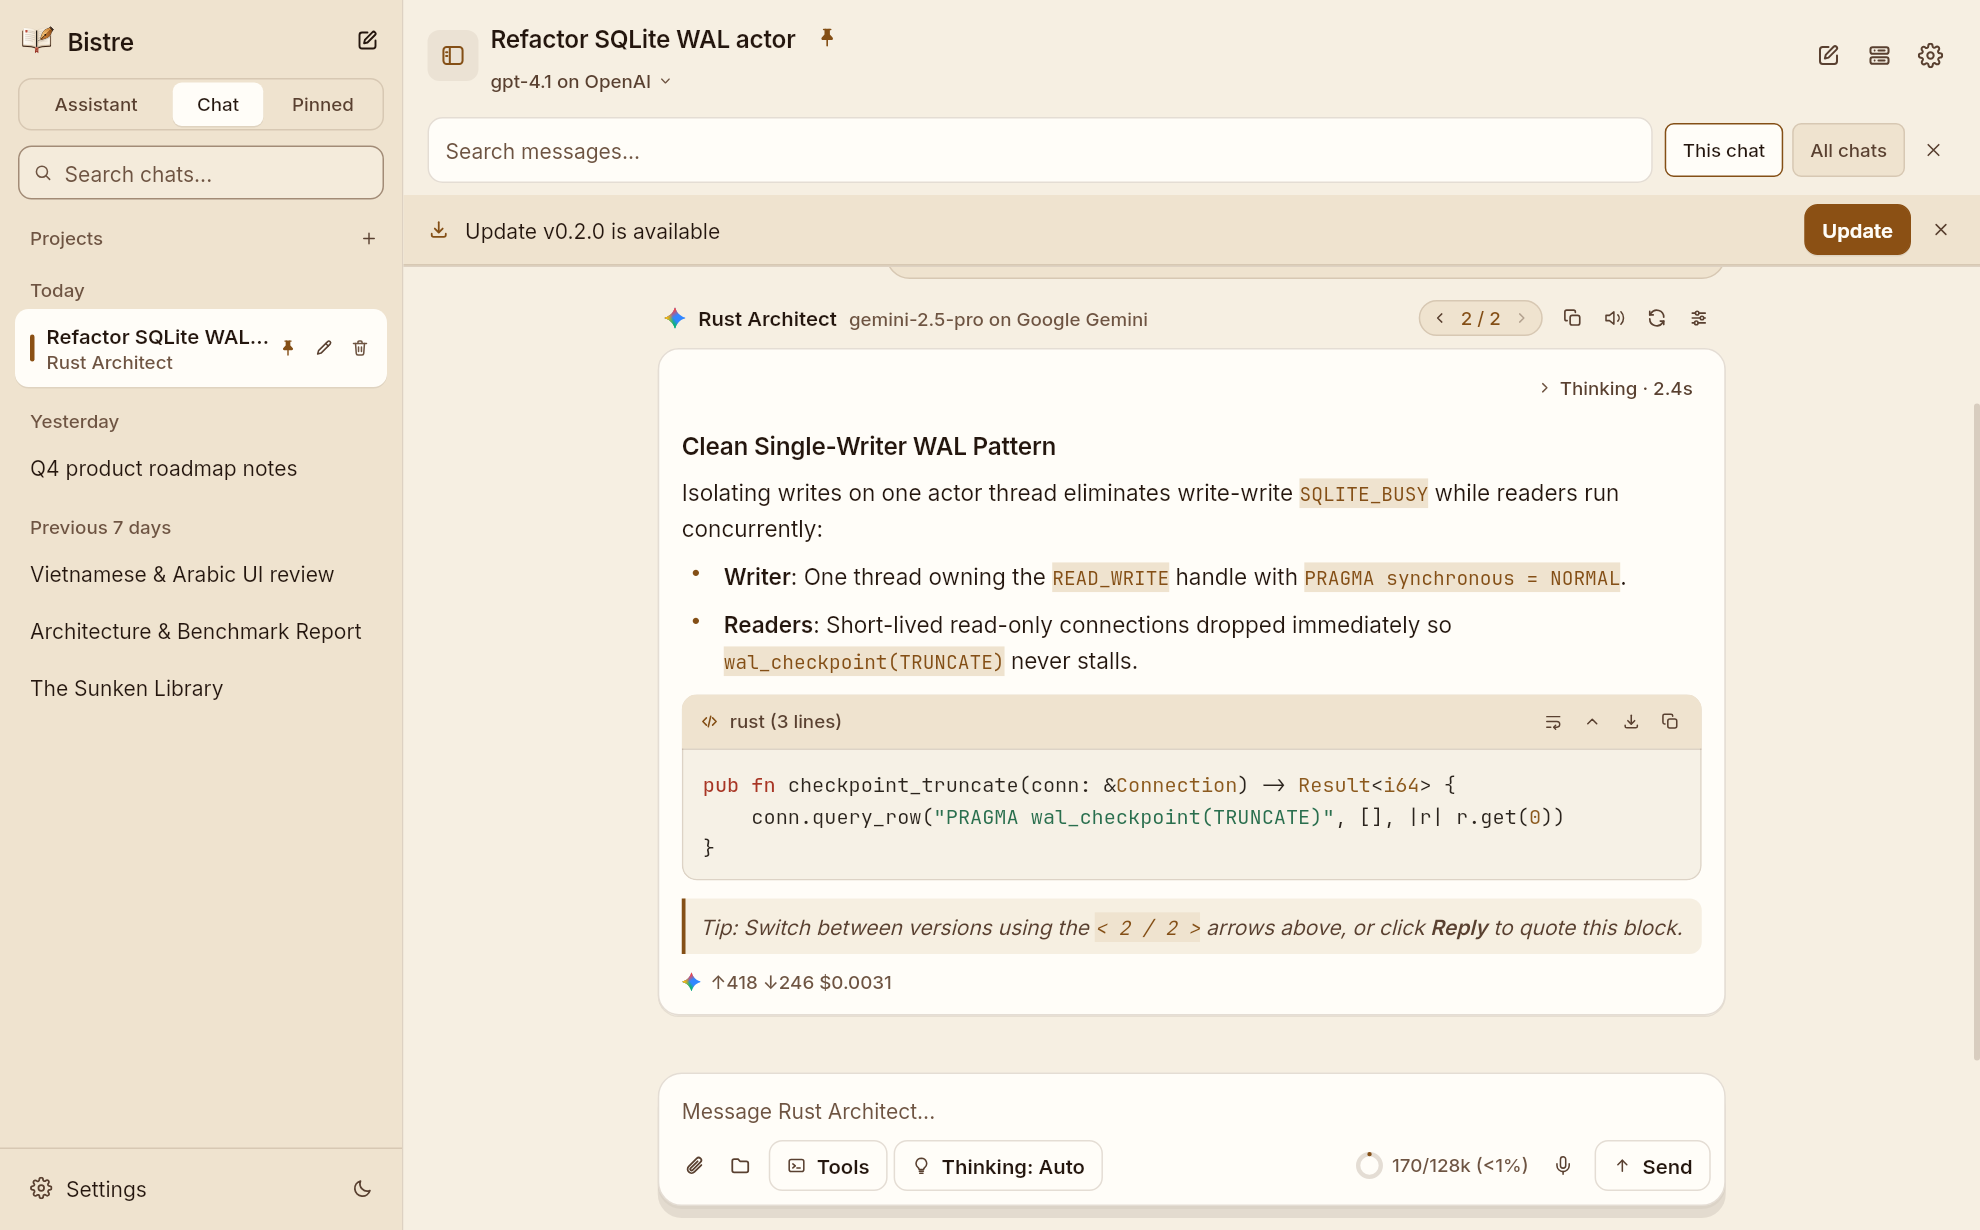 Bistre
Assistant
Chat
Pinned
Search chats...
Projects
Today
Refactor SQLite WAL...
Rust Architect
Yesterday
Q4 product roadmap notes
Previous 7 days
Vietnamese & Arabic UI review
Architecture & Benchmark Report
The Sunken Library
Settings
Refactor SQLite WAL actor
gpt-4.1 on OpenAI
Search messages...
This chat
All chats
Update v0.2.0 is available
Update
Rust Architect gemini-2.5-pro on Google Gemini
2 / 2
Thinking · 2.4s
Clean Single-Writer WAL Pattern
Isolating writes on one actor thread eliminates write-write SQLITE_BUSY while readers run
concurrently:
• Writer: One thread owning the READ_WRITE handle with PRAGMA synchronous = NORMAL.
• Readers: Short-lived read-only connections dropped immediately so
wal_checkpoint(TRUNCATE) never stalls.
rust (3 lines)
pub fn checkpoint_truncate(conn: &Connection) -> Result<i64> {
    conn.query_row("PRAGMA wal_checkpoint(TRUNCATE)", [], |r| r.get(0))
}
Tip: Switch between versions using the < 2 / 2 > arrows above, or click Reply to quote this block.
↑418 ↓246 $0.0031
Message Rust Architect...
Tools
Thinking: Auto
170/128k (<1%)
Send